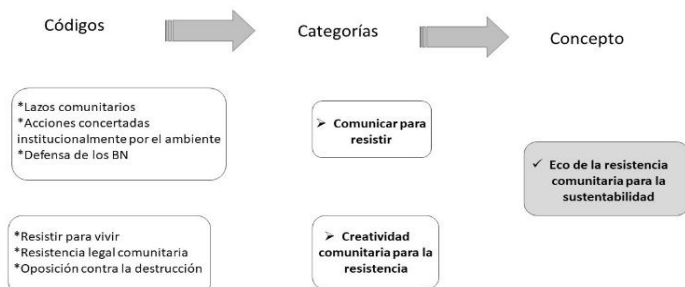 Códigos
Categorías
Concepto
*Lazos comunitarios
*Acciones concertadas
institucionalmente por el ambiente
*Defensa de los BN
➢ Comunicar para
resistir
✓ Eco de la resistencia
comunitaria para la
sustentabilidad
*Resistir para vivir
*Resistencia legal comunitaria
*Oposición contra la destrucción
➢ Creatividad
comunitaria para la
resistencia